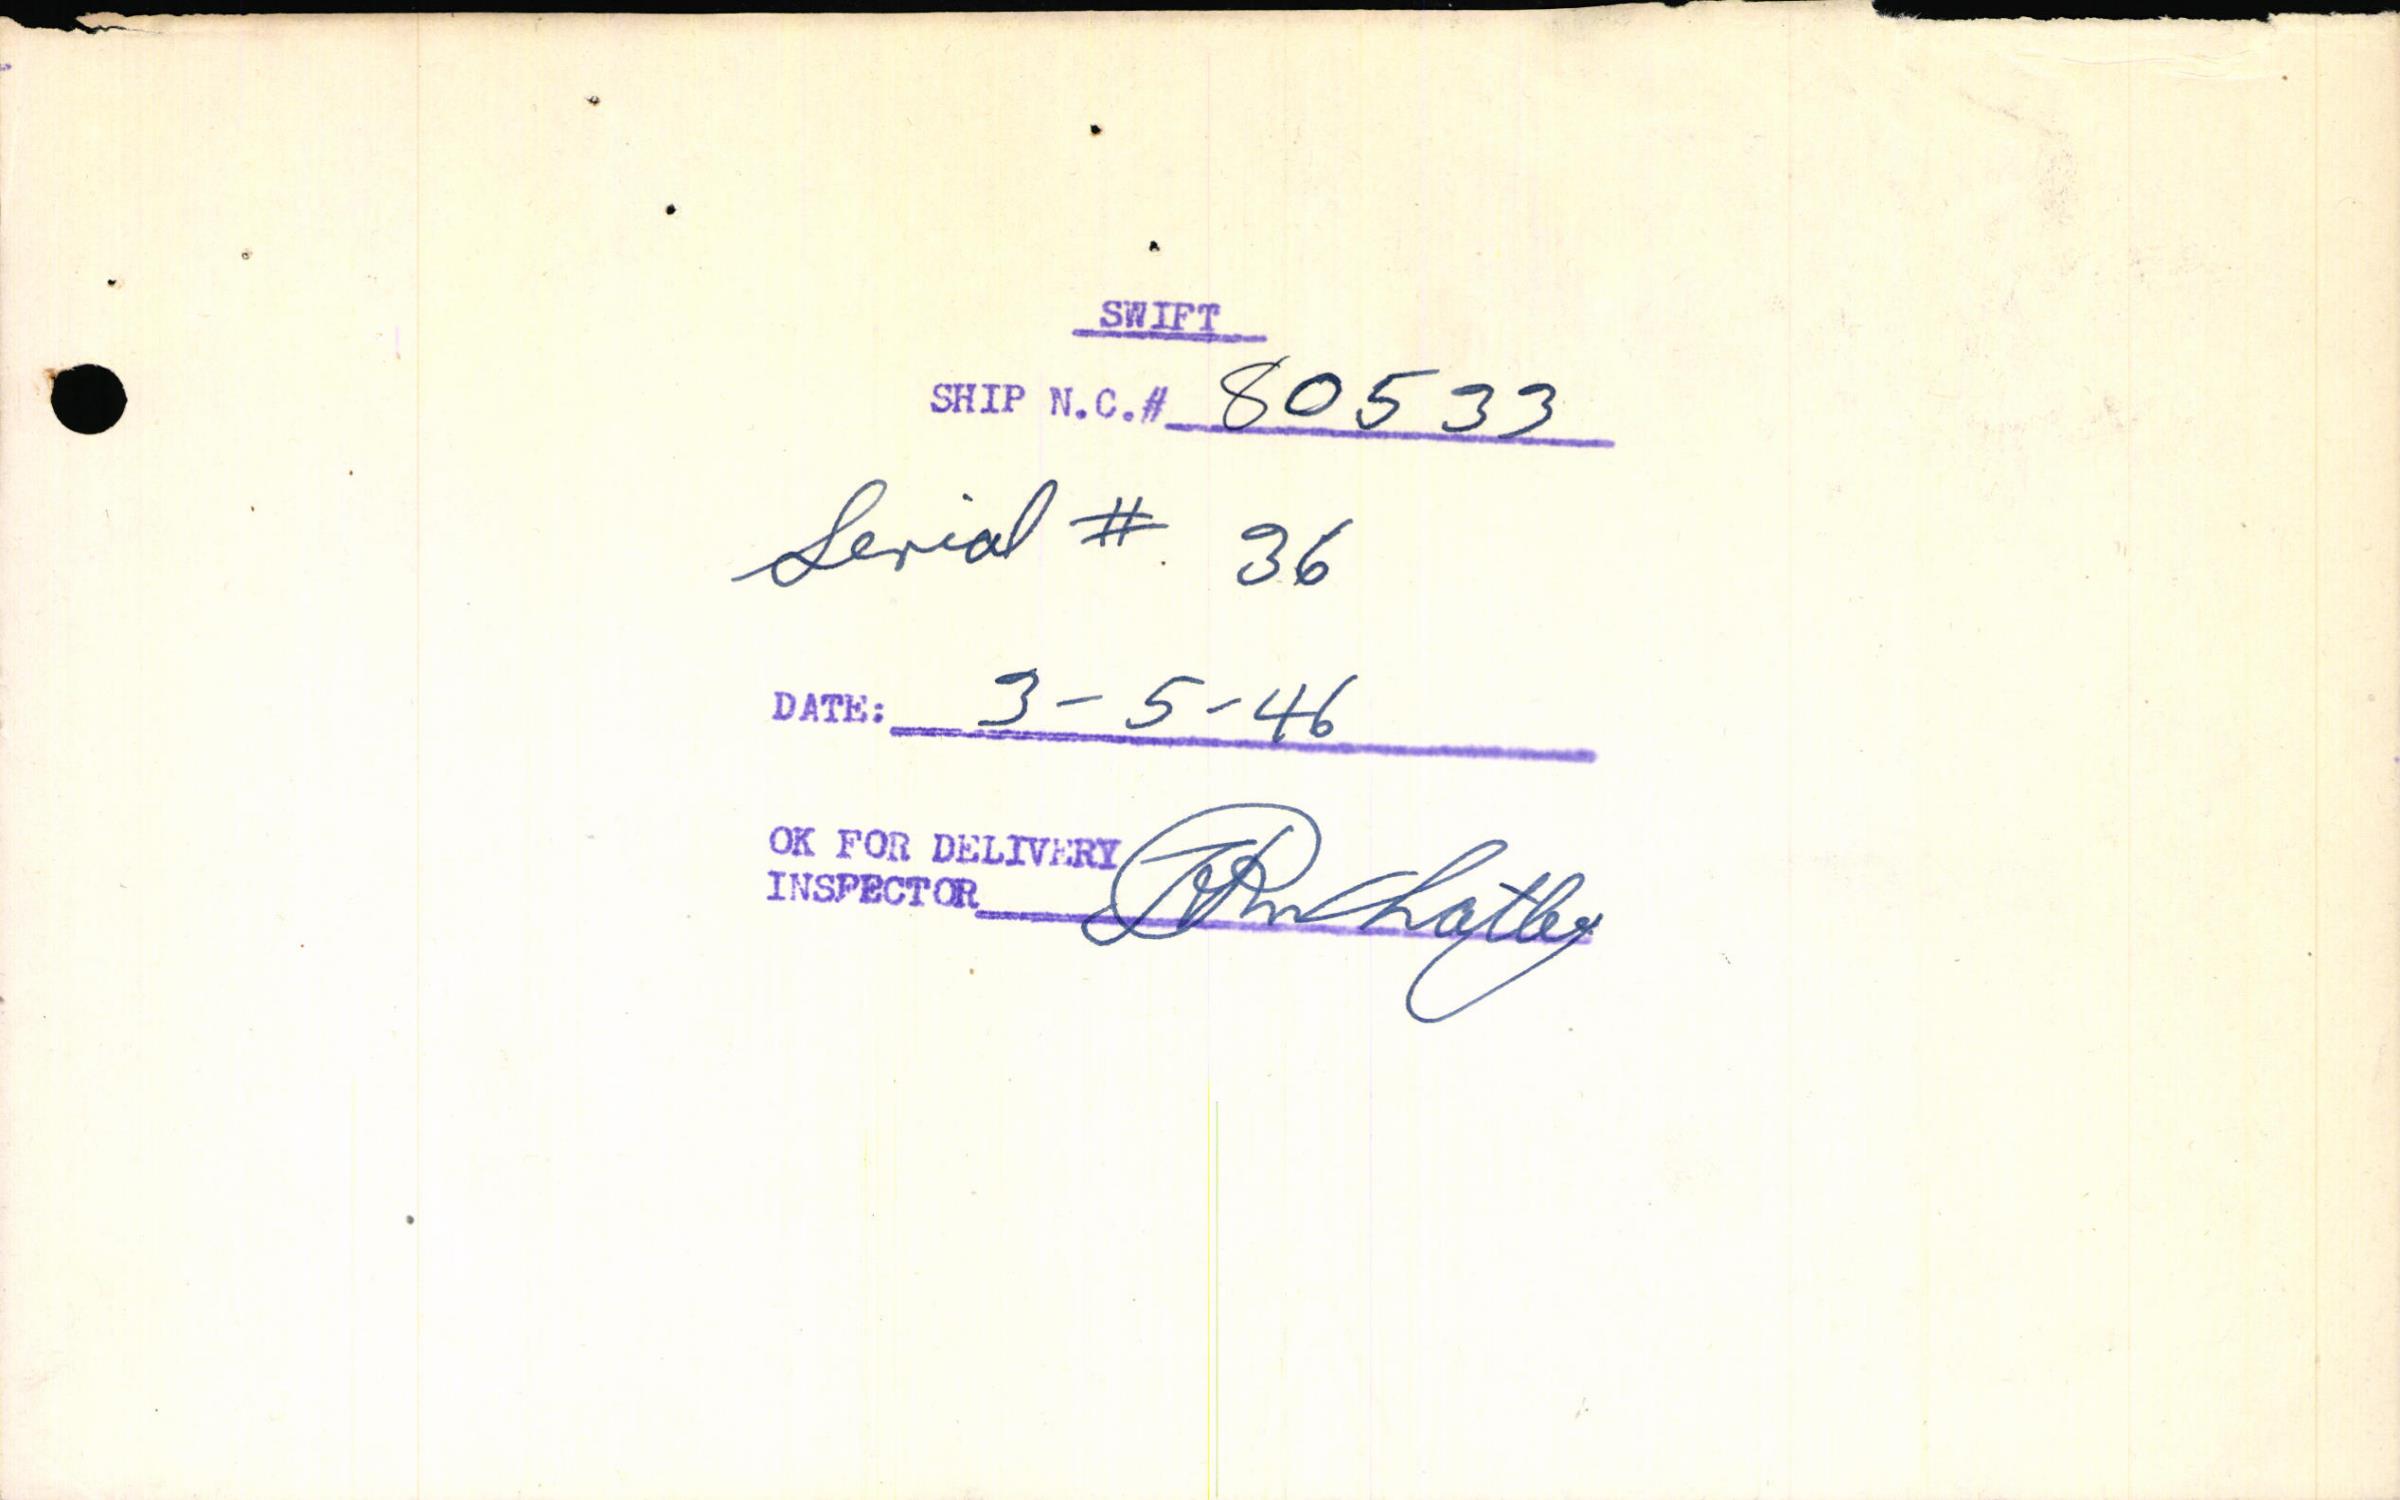 SWIFT
SHIP N.C.# 80533
Serial # 36
DATE: 3-5-46
OK FOR DELIVERY
INSPECTOR